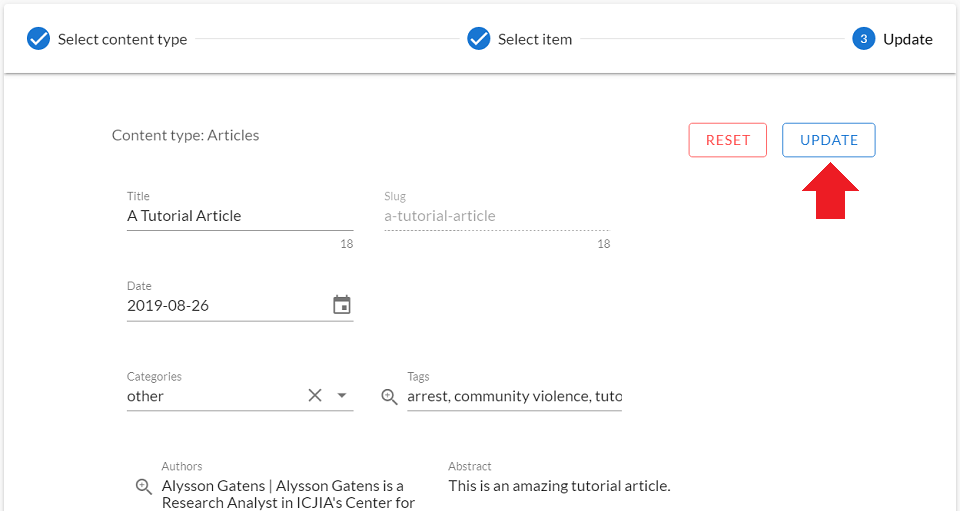 Select content type
Select item
3 Update
Content type: Articles
RESET
UPDATE
Title
A Tutorial Article
18
Slug
a-tutorial-article
18
Date
2019-08-26
Categories
other
Tags
arrest, community violence, tuto
Authors
Alysson Gatens | Alysson Gatens is a
Research Analyst in ICJIA's Center for
Abstract
This is an amazing tutorial article.